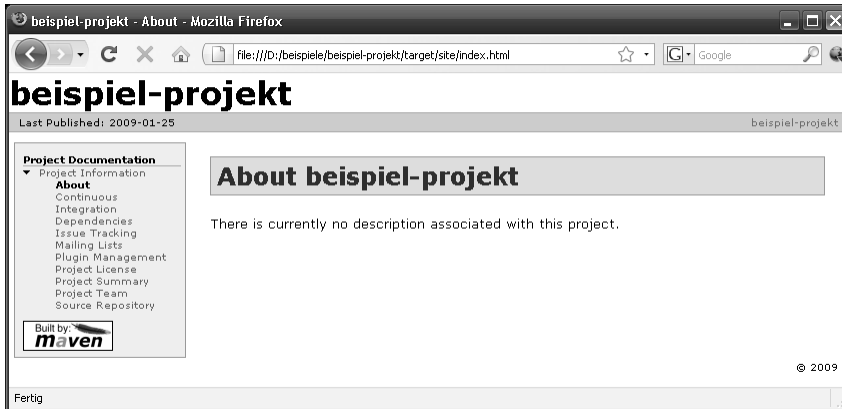 beispiel-projekt - About - Mozilla Firefox
file:///D:/beispiele/beispiel-projekt/target/site/index.html
G
Google
beispiel-projekt
Last Published: 2009-01-25
beispiel-projekt
Project Documentation
Project Information
About
Continuous
Integration
Dependencies
Issue Tracking
Mailing Lists
Plugin Management
Project License
Project Summary
Project Team
Source Repository
Built by:
maven
About beispiel-projekt
There is currently no description associated with this project.
© 2009
Fertig